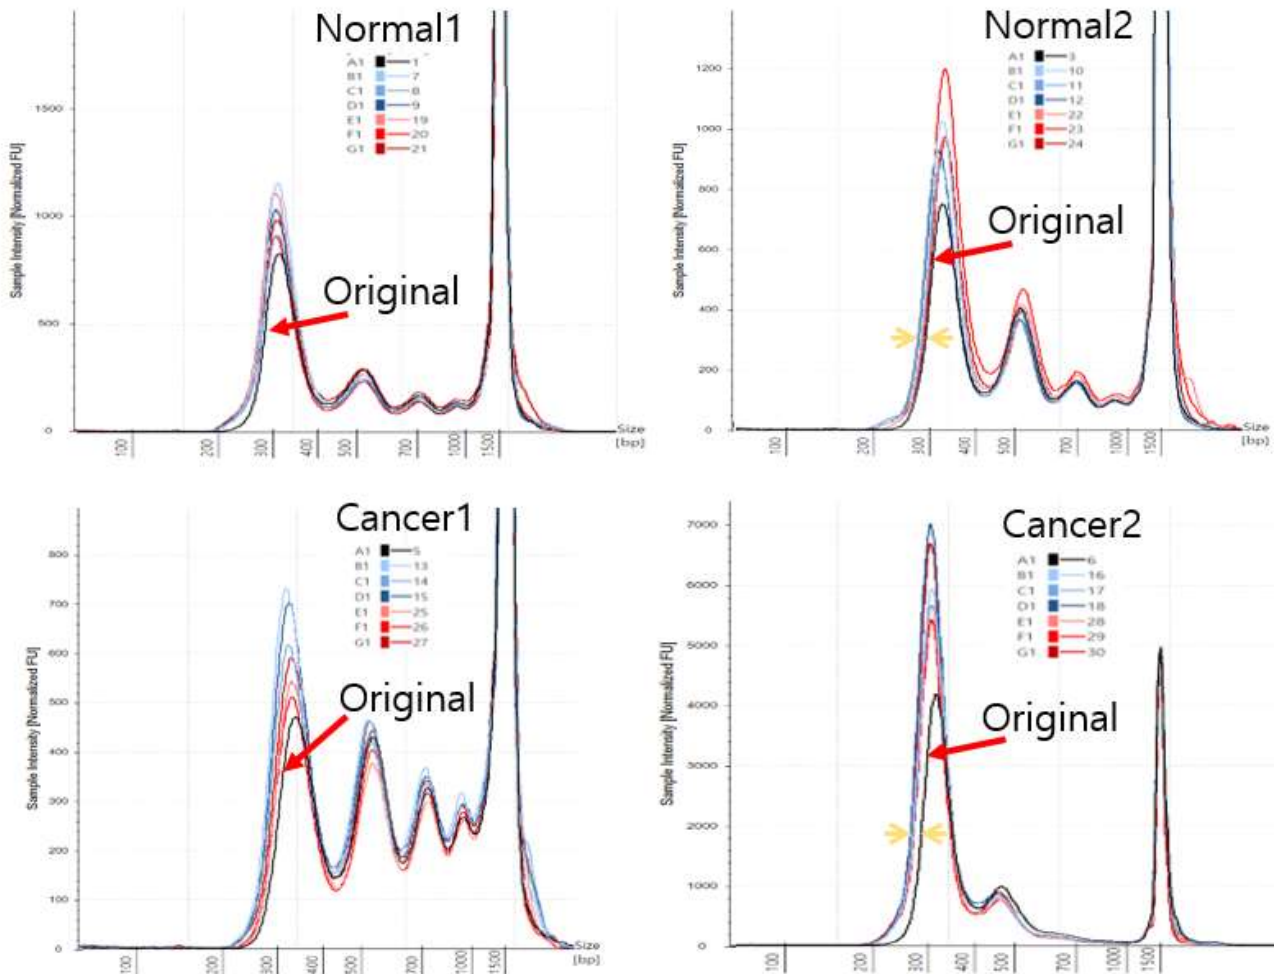 Normal1
A1 1
B1 7
C1 8
D1 9
E1 19
F1 20
G1 21
Sample Intensity [Normalized FU]
1500
1000
500
0
Original
100
200
300
400
500
700
1000
1500
Size
[bp]
Normal2
A1 3
B1 10
C1 11
D1 12
E1 22
F1 23
G1 24
Sample Intensity [Normalized FU]
1200
1000
800
600
400
200
0
Original
100
200
300
400
500
700
1000
1500
Size
[bp]
Cancer1
A1 5
B1 13
C1 14
D1 15
E1 25
F1 26
G1 27
Sample Intensity [Normalized FU]
800
700
600
500
400
300
200
100
0
Original
100
200
300
400
500
700
1000
1500
Size
[bp]
Cancer2
A1 6
B1 16
C1 17
D1 18
E1 28
F1 29
G1 30
Sample Intensity [Normalized FU]
7000
6000
5000
4000
3000
2000
1000
0
Original
100
200
300
400
500
700
1000
1500